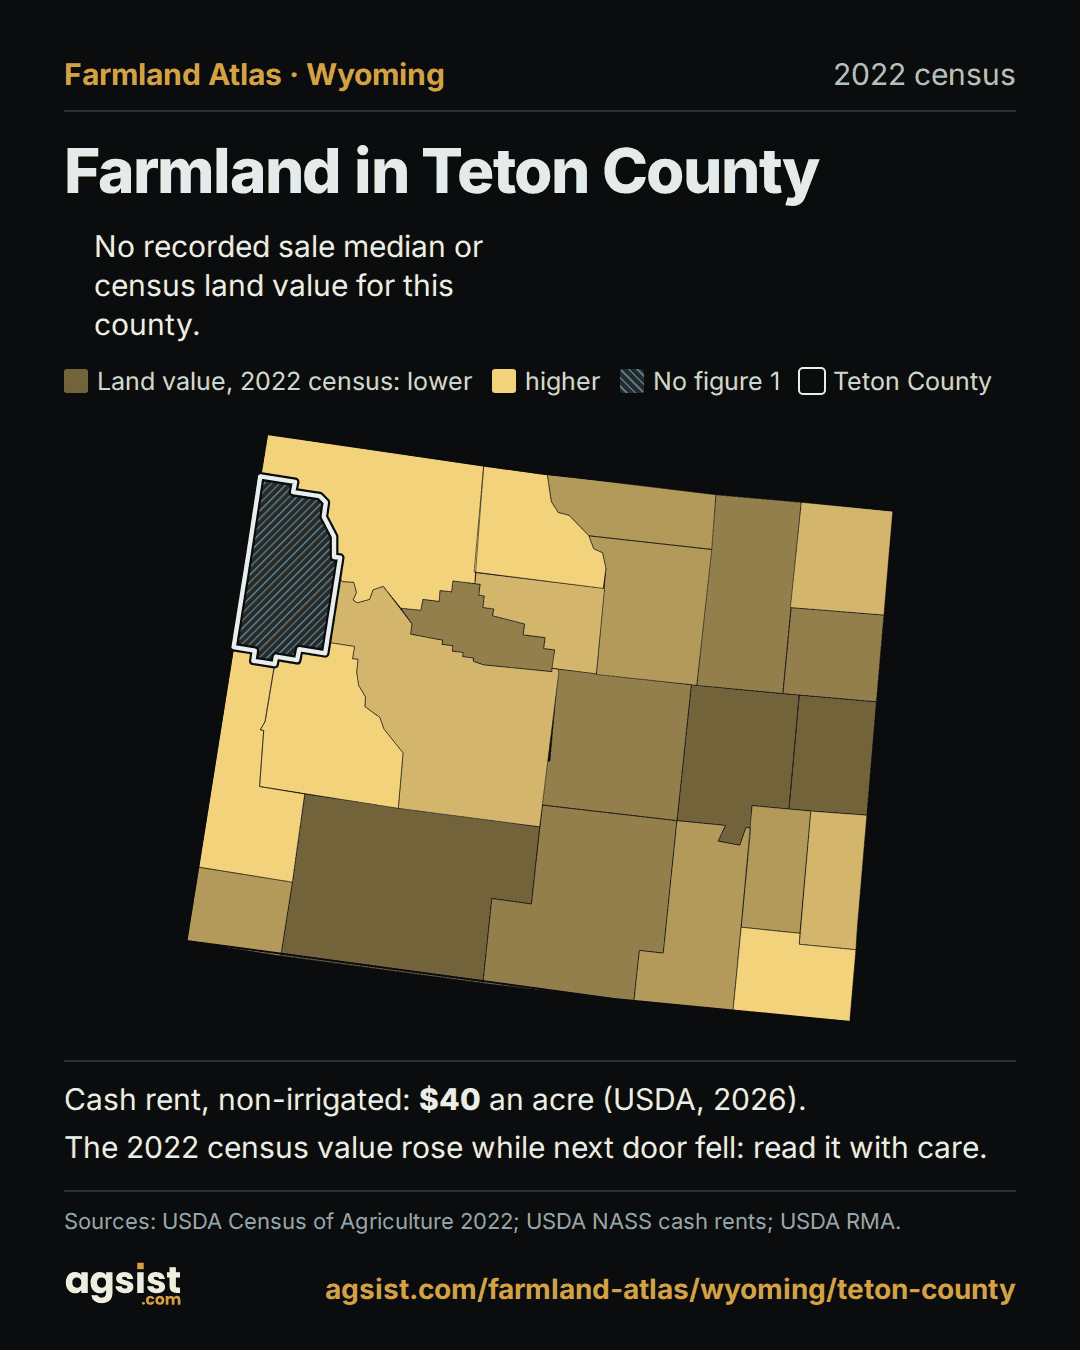 Farmland Atlas · Wyoming
2022 census
Farmland in Teton County
No recorded sale median or
census land value for this
county.
Land value, 2022 census: lower
higher
No figure 1
Teton County
Cash rent, non-irrigated: $40 an acre (USDA, 2026).
The 2022 census value rose while next door fell: read it with care.
Sources: USDA Census of Agriculture 2022; USDA NASS cash rents; USDA RMA.
agsist
.com
agsist.com/farmland-atlas/wyoming/teton-county